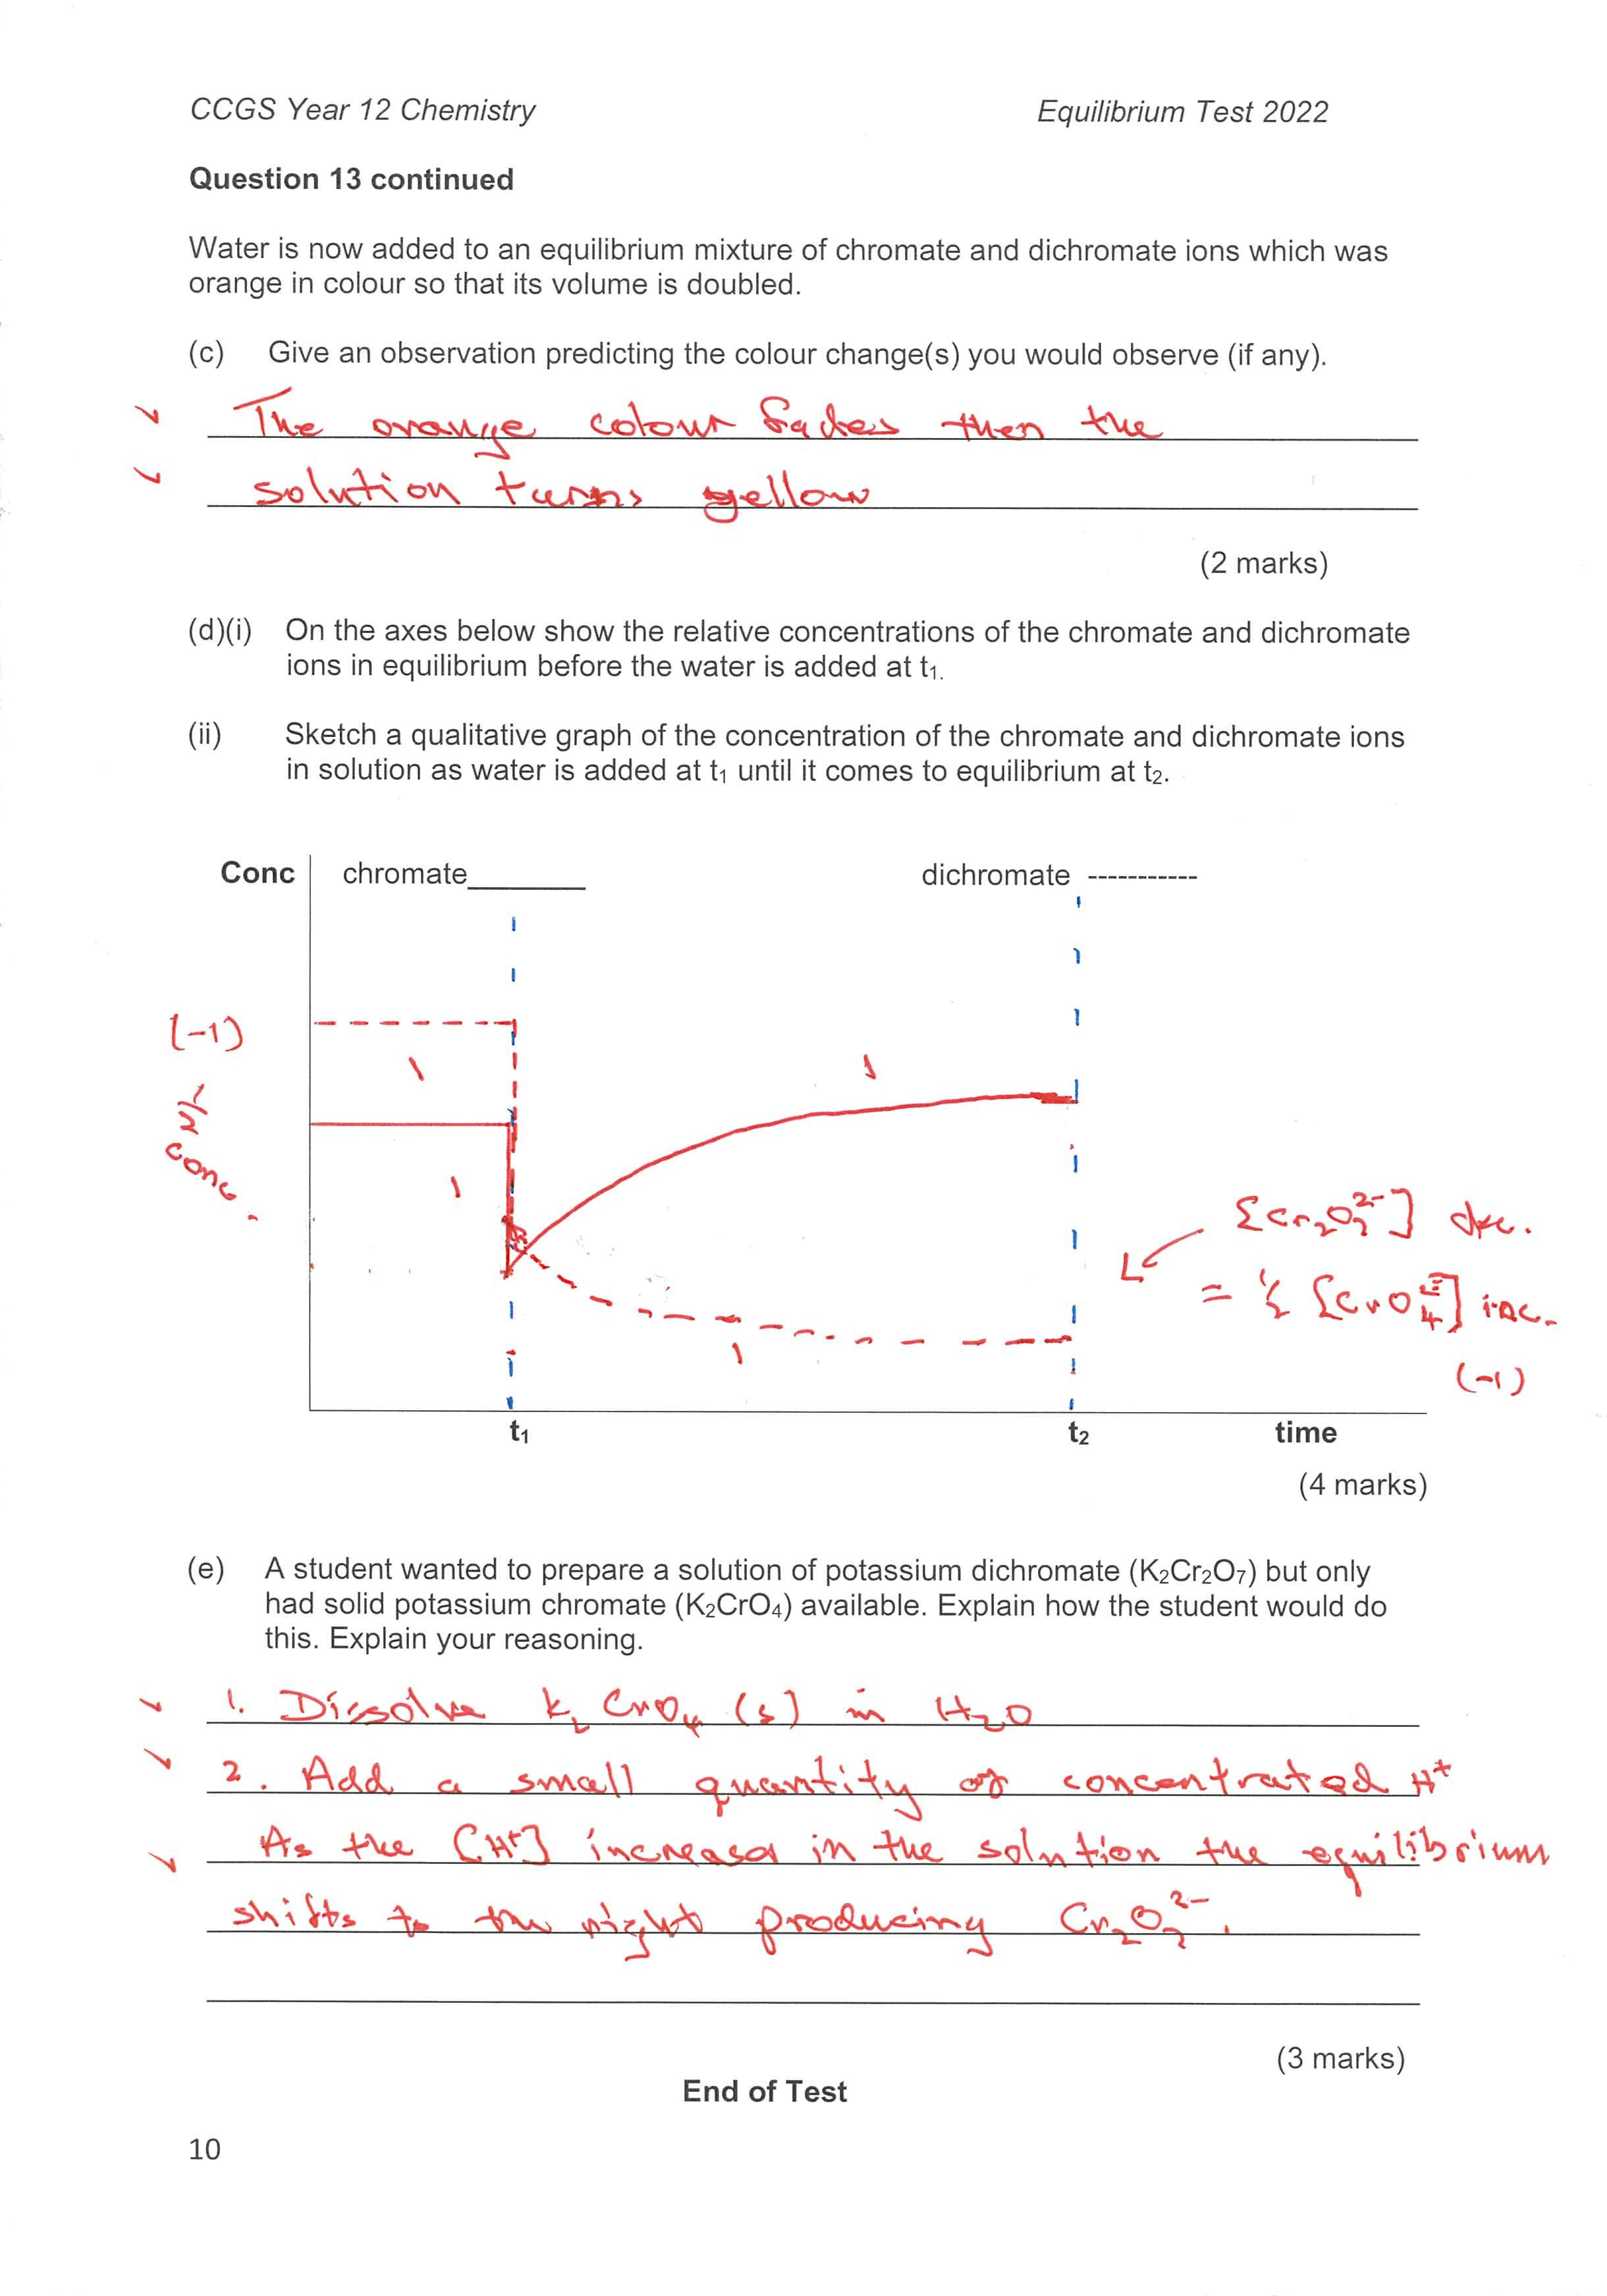 CCGS Year 12 Chemistry Equilibrium Test 2022
Question 13 continued
Water is now added to an equilibrium mixture of chromate and dichromate ions which was
orange in colour so that its volume is doubled.
(c) Give an observation predicting the colour change(s) you would observe (if any).
The orange colour fades then the
solution turns yellow
(2 marks)
(d)(i) On the axes below show the relative concentrations of the chromate and dichromate
ions in equilibrium before the water is added at t₁.
(ii) Sketch a qualitative graph of the concentration of the chromate and dichromate ions
in solution as water is added at t₁ until it comes to equilibrium at t₂.
Conc chromate________ dichromate -----------
(-1)
½
conc.
[Cr₂O₇²⁻] dec.
= ½ [CrO₄²⁻] inc.
(-1)
t₁ t₂ time
(4 marks)
(e) A student wanted to prepare a solution of potassium dichromate (K₂Cr₂O₇) but only
had solid potassium chromate (K₂CrO₄) available. Explain how the student would do
this. Explain your reasoning.
1. Dissolve K₂CrO₄ (s) in H₂O
2. Add a small quantity of concentrated H⁺
As the [H⁺] increases in the solution the equilibrium
shifts to the right producing Cr₂O₇²⁻.
(3 marks)
End of Test
10